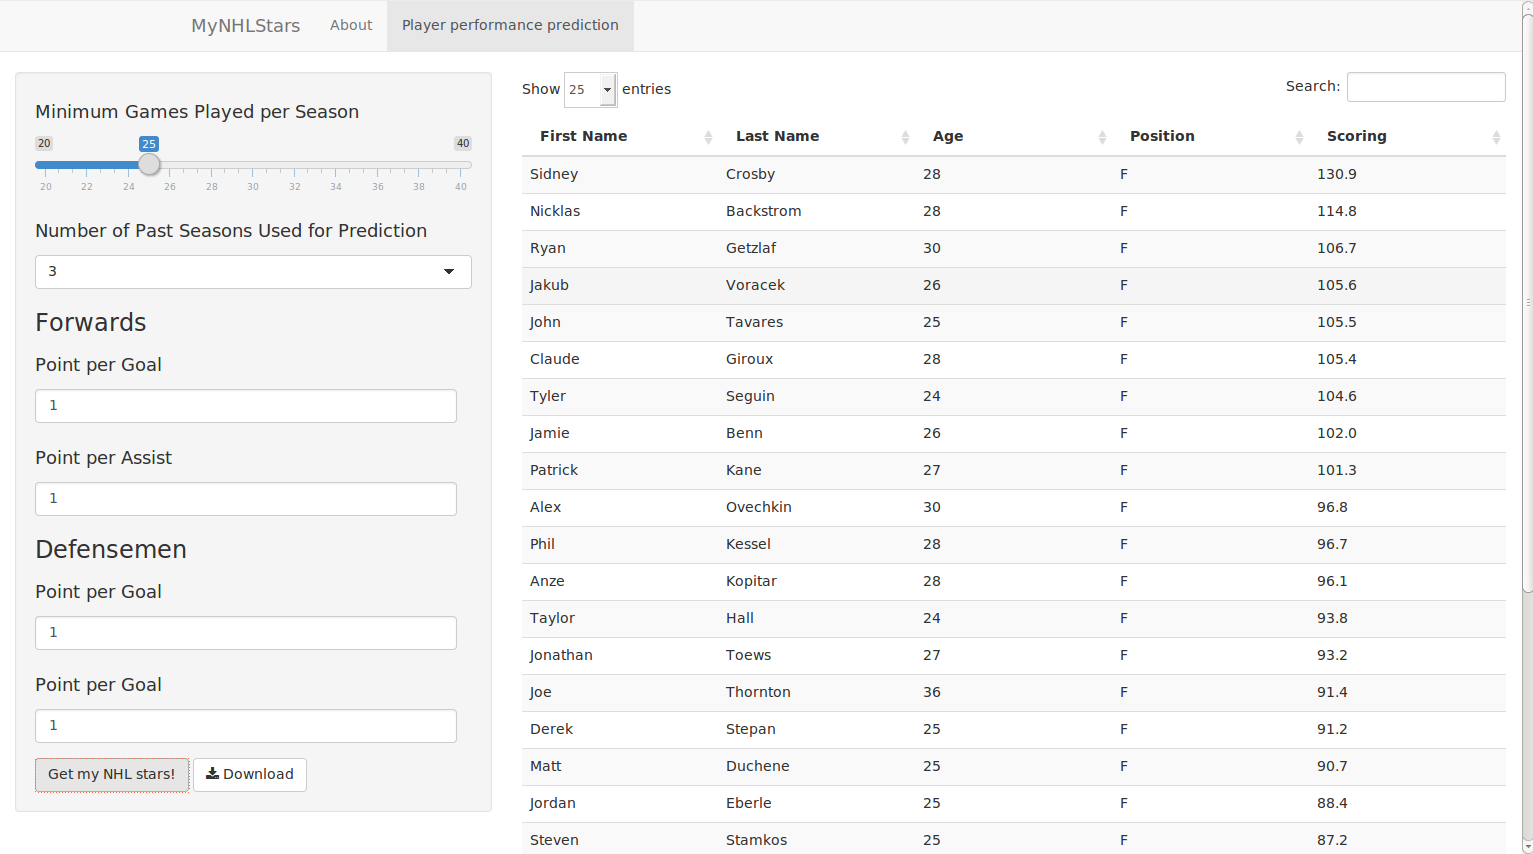 MyNHLStars About Player performance prediction
Minimum Games Played per Season
20 25 40
20 22 24 26 28 30 32 34 36 38 40
Number of Past Seasons Used for Prediction
3
Forwards
Point per Goal
1
Point per Assist
1
Defensemen
Point per Goal
1
Point per Goal
1
Get my NHL stars! Download
Show 25 entries Search:
First Name Last Name Age Position Scoring
Sidney Crosby 28 F 130.9
Nicklas Backstrom 28 F 114.8
Ryan Getzlaf 30 F 106.7
Jakub Voracek 26 F 105.6
John Tavares 25 F 105.5
Claude Giroux 28 F 105.4
Tyler Seguin 24 F 104.6
Jamie Benn 26 F 102.0
Patrick Kane 27 F 101.3
Alex Ovechkin 30 F 96.8
Phil Kessel 28 F 96.7
Anze Kopitar 28 F 96.1
Taylor Hall 24 F 93.8
Jonathan Toews 27 F 93.2
Joe Thornton 36 F 91.4
Derek Stepan 25 F 91.2
Matt Duchene 25 F 90.7
Jordan Eberle 25 F 88.4
Steven Stamkos 25 F 87.2